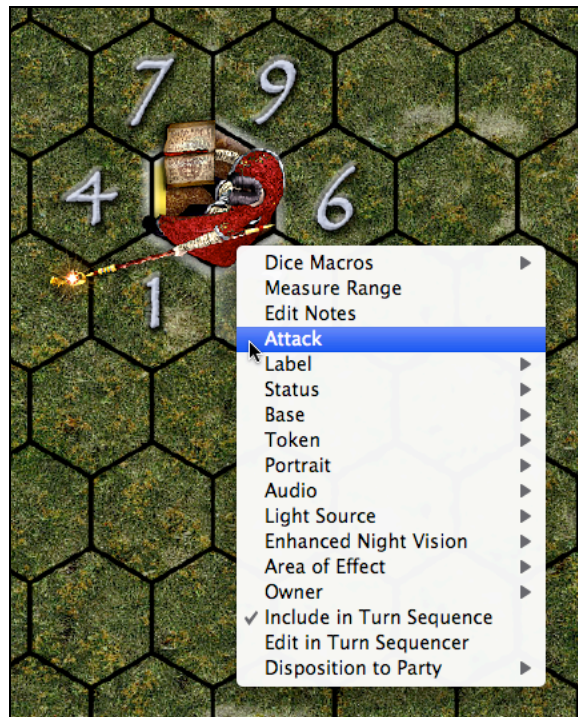 7 9
4 6
1
Dice Macros
Measure Range
Edit Notes
Attack
Label
Status
Base
Token
Portrait
Audio
Light Source
Enhanced Night Vision
Area of Effect
Owner
✓ Include in Turn Sequence
Edit in Turn Sequencer
Disposition to Party